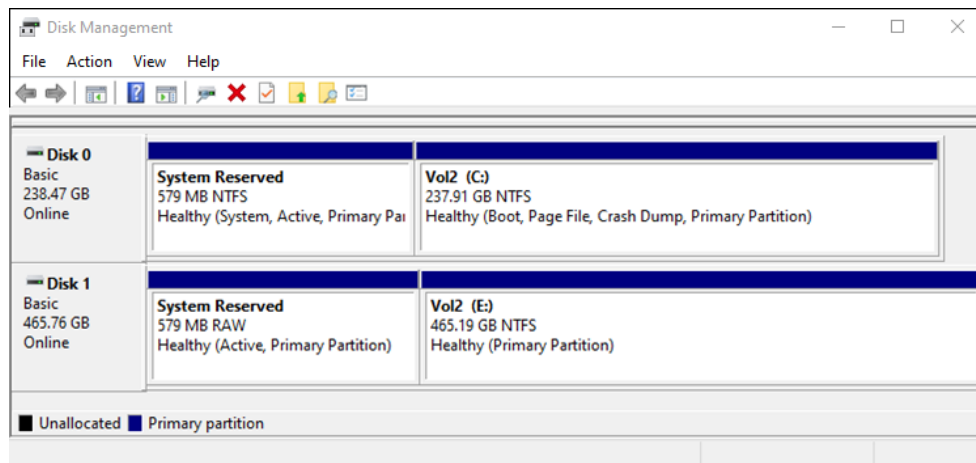 Disk Management
File Action View Help
Disk 0
Basic
238.47 GB
Online
System Reserved
579 MB NTFS
Healthy (System, Active, Primary Pa
Vol2 (C:)
237.91 GB NTFS
Healthy (Boot, Page File, Crash Dump, Primary Partition)
Disk 1
Basic
465.76 GB
Online
System Reserved
579 MB RAW
Healthy (Active, Primary Partition)
Vol2 (E:)
465.19 GB NTFS
Healthy (Primary Partition)
Unallocated Primary partition